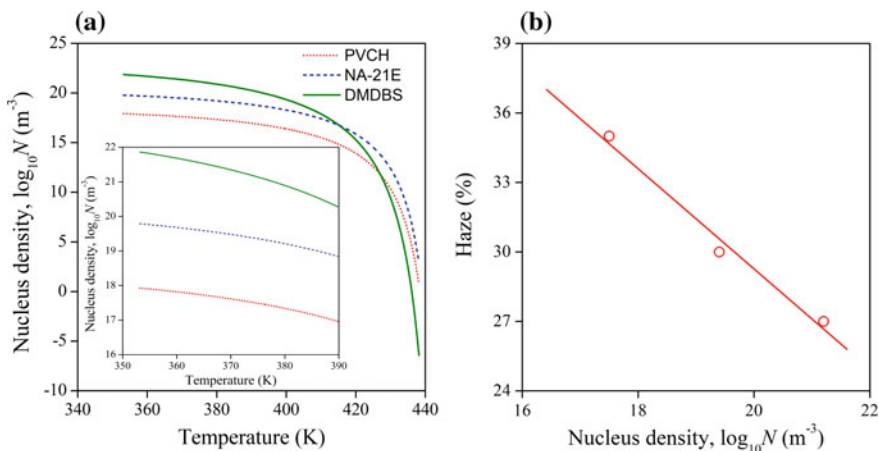 (a)
25
20
15
10
5
0
-5
-10
Nucleus density, log10N (m-3)
PVCH
NA-21E
DMDBS
22
21
20
19
18
17
16
Nucleus density, log10N (m-3)
350 360 370 380 390
Temperature (K)
340 360 380 400 420 440
Temperature (K)
(b)
39
36
33
30
27
24
Haze (%)
16 18 20 22
Nucleus density, log10N (m-3)